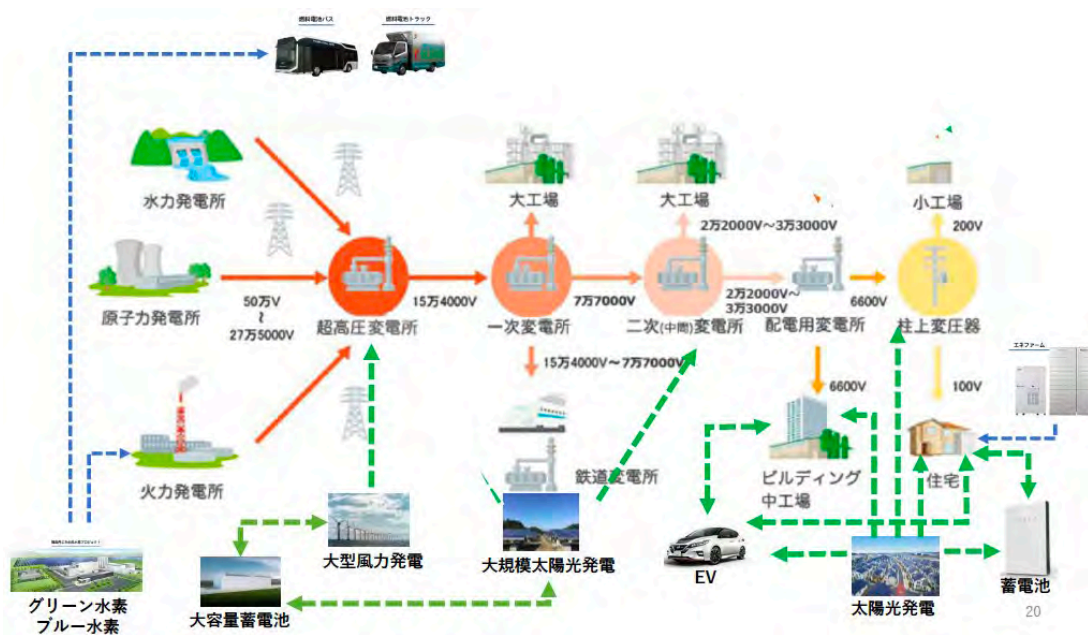 燃料電池バス
燃料電池トラック
水力発電所
大工場
大工場
小工場
2万2000V〜3万3000V
200V
50万V
〜
27万5000V
15万4000V
7万7000V
2万2000V〜
3万3000V
6600V
原子力発電所
超高圧変電所
一次変電所
二次(中間)変電所
配電用変電所
柱上変圧器
15万4000V〜7万7000V
6600V
100V
エネファーム
火力発電所
鉄道変電所
ビルディング
中工場
住宅
大型風力発電
大規模太陽光発電
EV
太陽光発電
蓄電池
グリーン水素
ブルー水素
大容量蓄電池
20